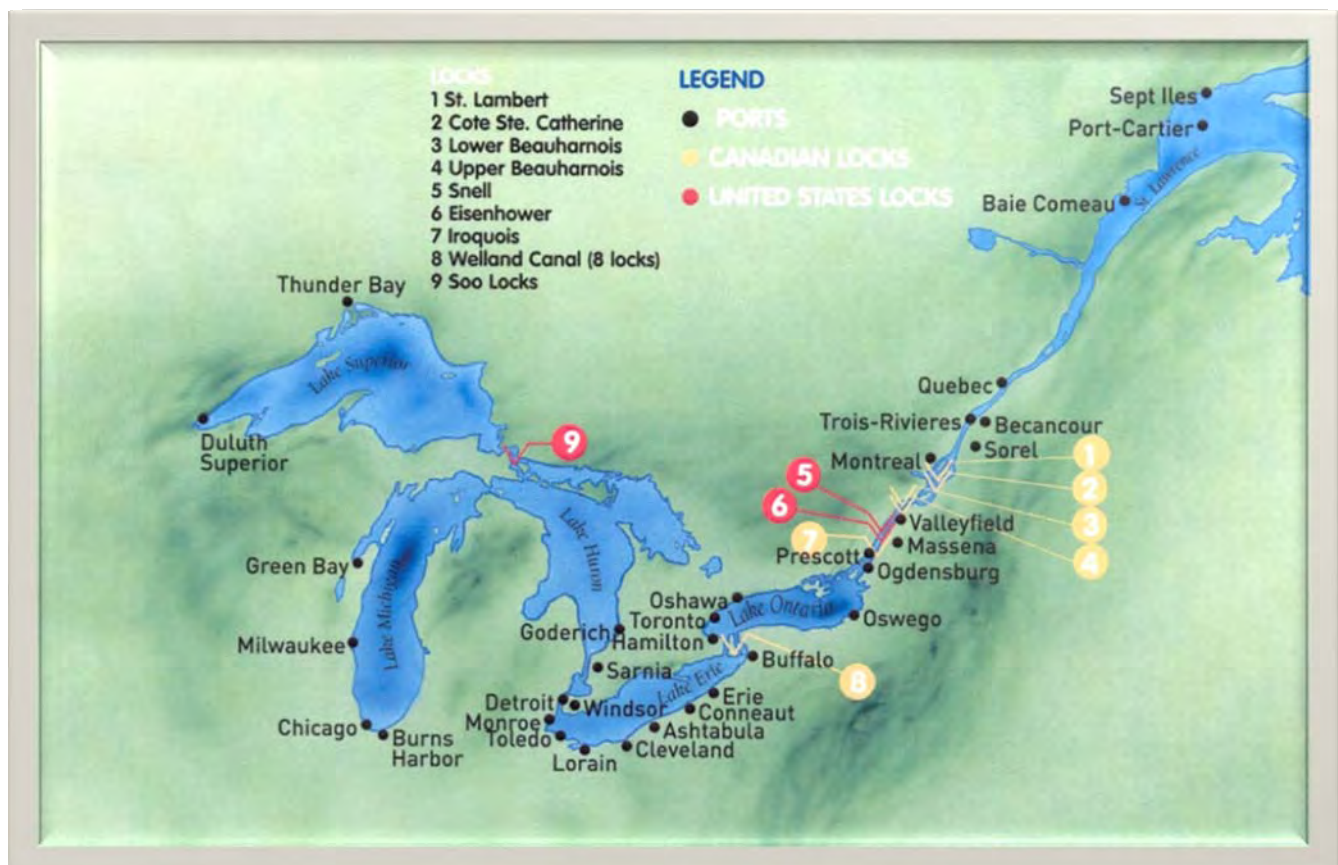 LOCKS
1 St. Lambert
2 Cote Ste. Catherine
3 Lower Beauharnois
4 Upper Beauharnois
5 Snell
6 Eisenhower
7 Iroquois
8 Welland Canal (8 locks)
9 Soo Locks
LEGEND
PORTS
CANADIAN LOCKS
UNITED STATES LOCKS
Sept Iles
Port-Cartier
St. Lawrence
Baie Comeau
Thunder Bay
Lake Superior
Duluth
Superior
9
Quebec
Trois-Rivieres
Becancour
Sorel
Montreal
1
2
3
4
5
6
7
Valleyfield
Massena
Prescott
Ogdensburg
Green Bay
Lake Michigan
Lake Huron
Milwaukee
Chicago
Burns
Harbor
Oshawa
Toronto
Lake Ontario
Oswego
Goderich
Hamilton
Buffalo
8
Sarnia
Lake Erie
Detroit
Windsor
Erie
Conneaut
Monroe
Ashtabula
Toledo
Cleveland
Lorain